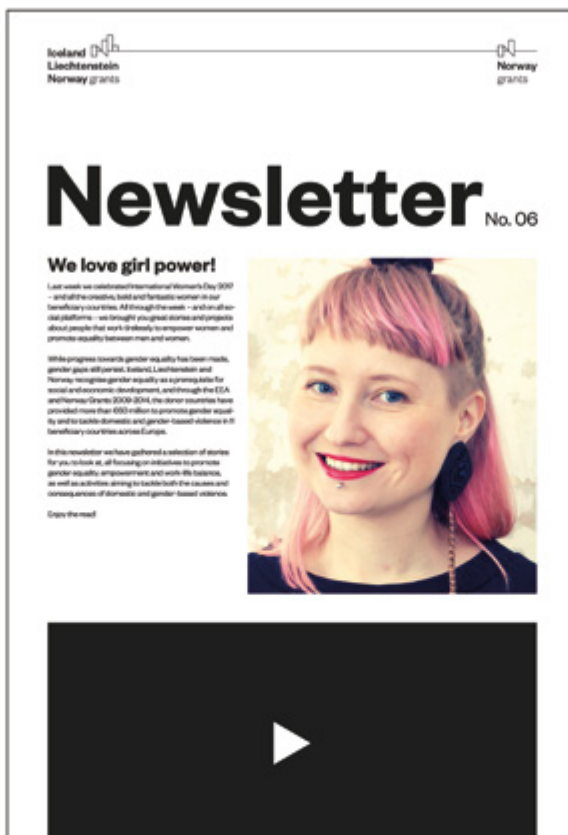 Iceland
Liechtenstein
Norway grants
Norway
grants
Newsletter No. 06
We love girl power!
Last week we celebrated International Women's Day 2017
– and all the creative, bold and fantastic women in our
beneficiary countries. All through the week – and on all so-
cial platforms – we brought you great stories and projects
about people that work tirelessly to empower women and
promote equality between men and women.
While progress towards gender equality has been made,
gender gaps still persist. Iceland, Liechtenstein and
Norway recognise gender equality as a prerequisite for
social and economic development, and through the EEA
and Norway Grants 2009-2014, the donor countries have
provided more than €60 million to promote gender equal-
ity and to tackle domestic and gender-based violence in 11
beneficiary countries across Europe.
In this newsletter we have gathered a selection of stories
for you to look at, all focusing on initiatives to promote
gender equality, empowerment and work-life balance,
as well as activities aiming to tackle both the causes and
consequences of domestic and gender-based violence.
Enjoy the read!